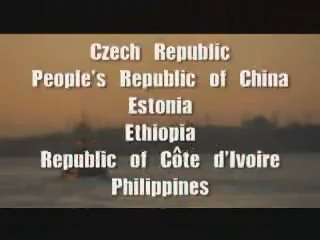 Czech Republic
People's Republic of China
Estonia
Ethiopia
Republic of Côte d'Ivoire
Philippines